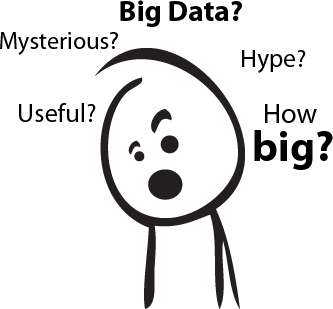 Big Data?
Mysterious?
Hype?
Useful?
How
big?